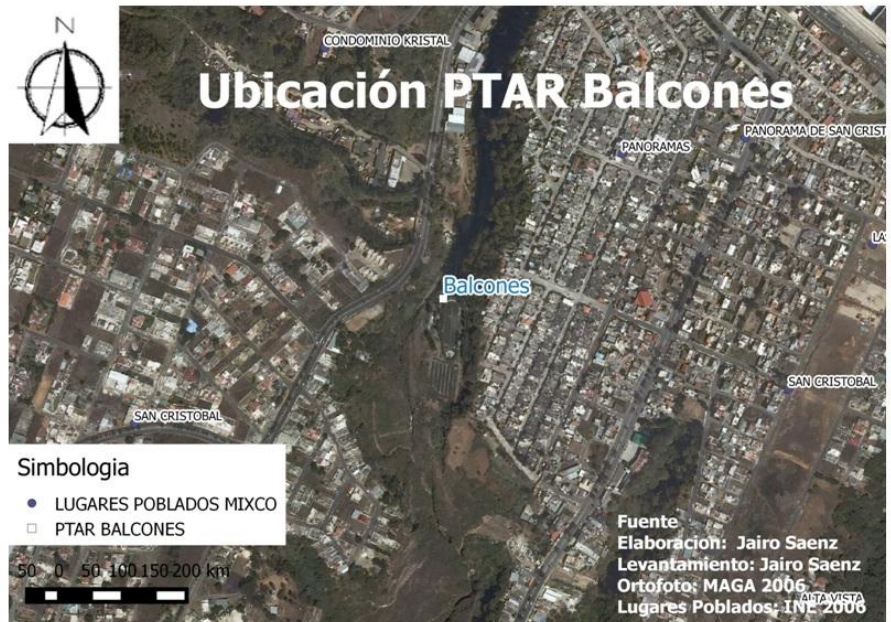 N
CONDOMINIO KRISTAL
Ubicación PTAR Balcones
PANORAMAS
PANORAMA DE SAN CRIST
LA
Balcones
SAN CRISTOBAL
SAN CRISTOBAL
Simbologia
LUGARES POBLADOS MIXCO
PTAR BALCONES
50 0 50 100 150 200 km
Fuente
Elaboracion: Jairo Saenz
Levantamiento: Jairo Saenz
Ortofoto: MAGA 2006
ALTA VISTA
Lugares Poblados: INE 2006